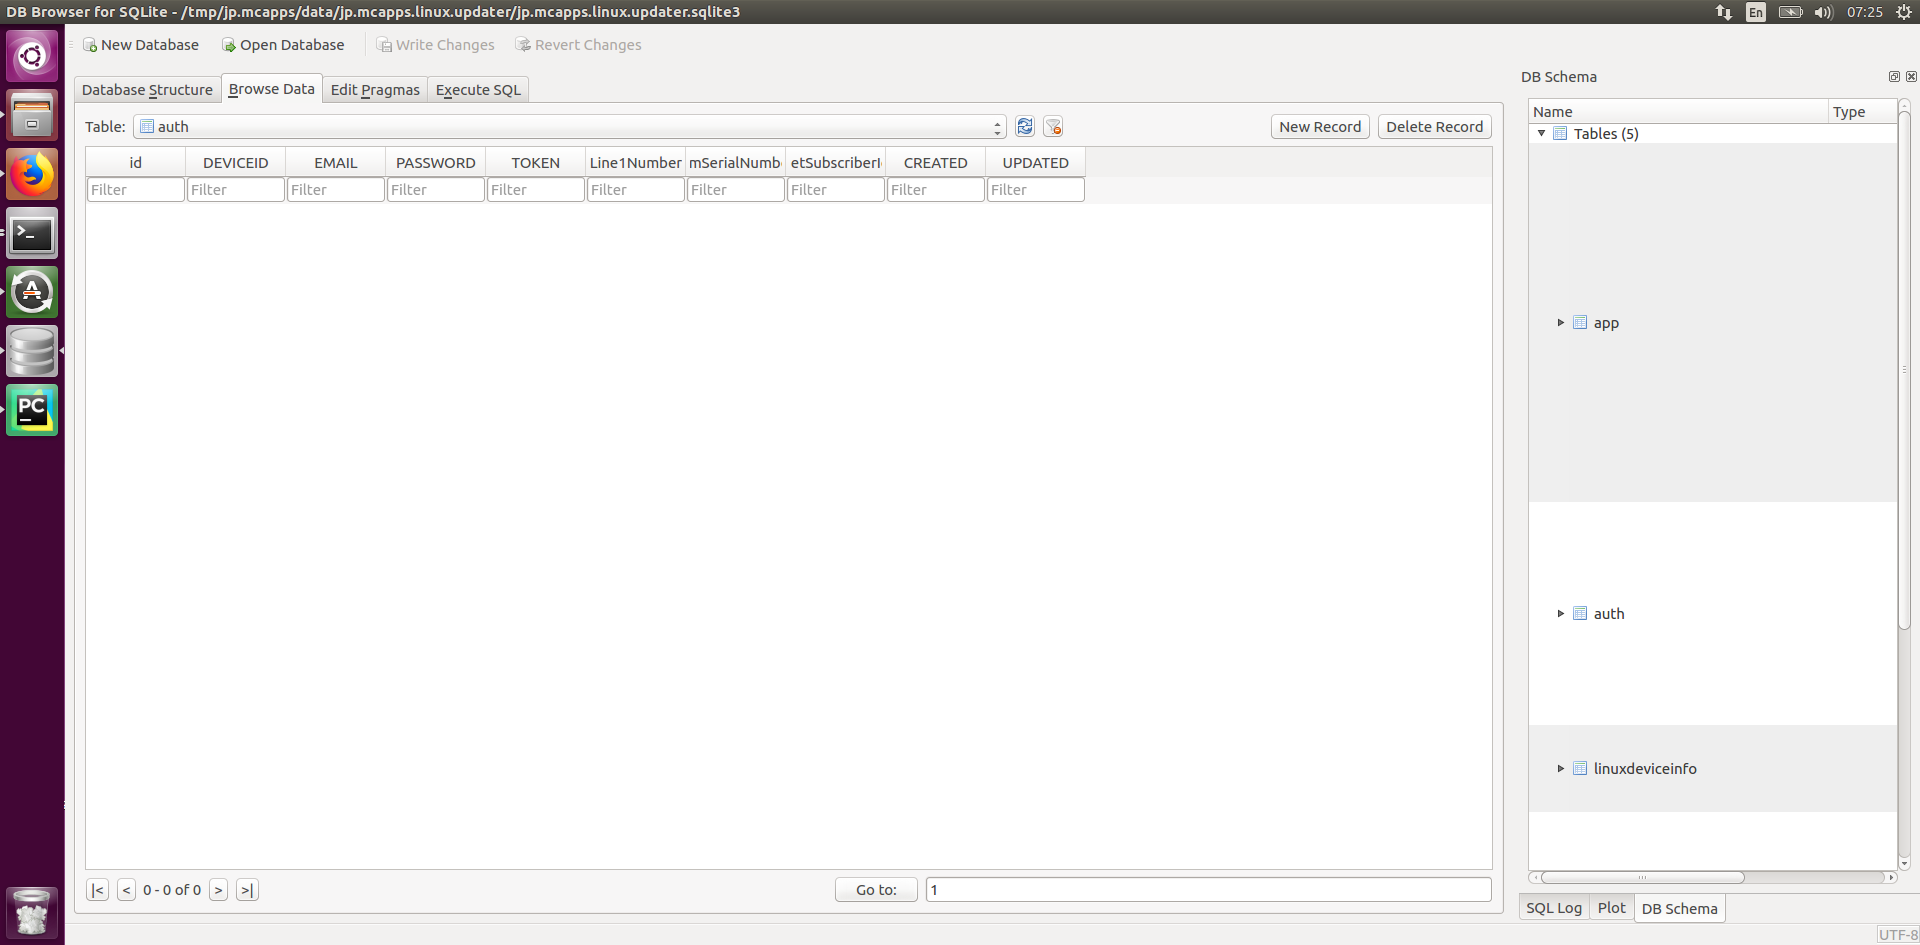 DB Browser for SQLite - /tmp/jp.mcapps/data/jp.mcapps.linux.updater/jp.mcapps.linux.updater.sqlite3
En
07:25
New Database
Open Database
Write Changes
Revert Changes
Database Structure
Browse Data
Edit Pragmas
Execute SQL
Table:
auth
New Record
Delete Record
id
DEVICEID
EMAIL
PASSWORD
TOKEN
Line1Number
mSerialNumb
etSubscriberI
CREATED
UPDATED
Filter
Filter
Filter
Filter
Filter
Filter
Filter
Filter
Filter
Filter
|<
<
0 - 0 of 0
>
>|
Go to:
1
DB Schema
Name
Type
Tables (5)
app
auth
linuxdeviceinfo
SQL Log
Plot
DB Schema
UTF-8
>_
A
PC